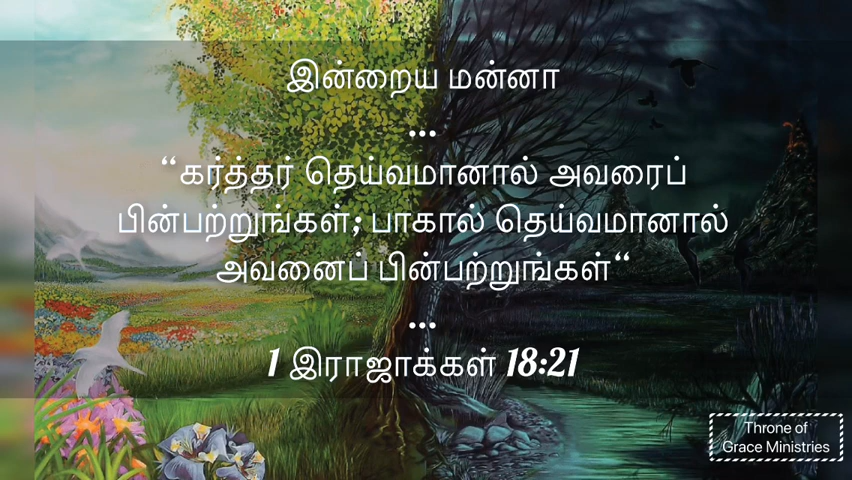 இன்றைய மன்னா
...
“கர்த்தர் தெய்வமானால் அவரைப்
பின்பற்றுங்கள்; பாகால் தெய்வமானால்
அவனைப் பின்பற்றுங்கள்“
...
1 இராஜாக்கள் 18:21
Throne of
Grace Ministries